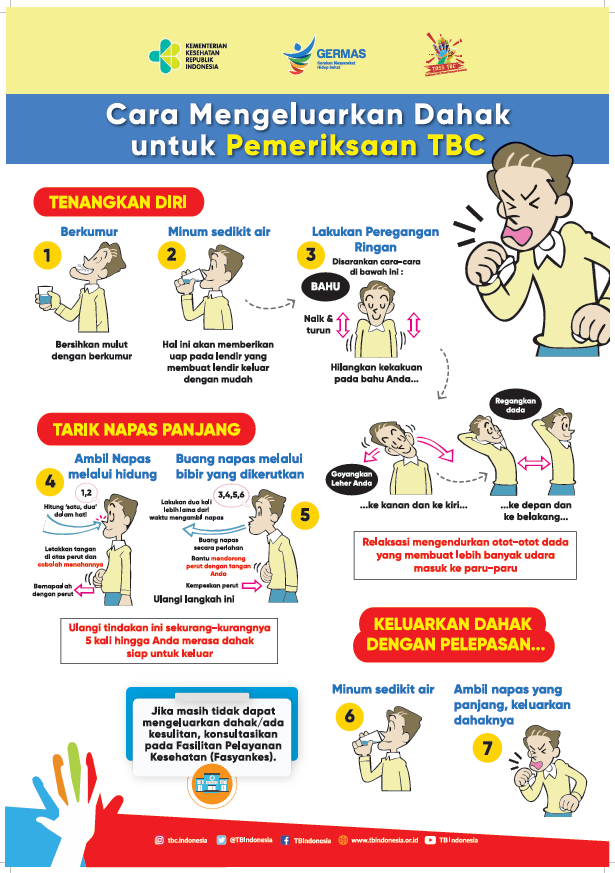 KEMENTERIAN
KESEHATAN
REPUBLIK
INDONESIA
GERMAS
Gerakan Masyarakat
Hidup Sehat
TOSS TBC
Cara Mengeluarkan Dahak
untuk Pemeriksaan TBC
TENANGKAN DIRI
Berkumur
1
Bersihkan mulut
dengan berkumur
Minum sedikit air
2
Hal ini akan memberikan
uap pada lendir yang
membuat lendir keluar
dengan mudah
Lakukan Peregangan
Ringan
3
Disarankan cara-cara
di bawah ini :
BAHU
Naik &
turun
Hilangkan kekakuan
pada bahu Anda...
Goyangkan
Leher Anda
...ke kanan dan ke kiri...
Regangkan
dada
...ke depan dan
ke belakang...
Relaksasi mengendurkan otot-otot dada
yang membuat lebih banyak udara
masuk ke paru-paru
TARIK NAPAS PANJANG
Ambil Napas
melalui hidung
4
1,2
Hitung 'satu, dua'
dalam hati!
Letakkan tangan
di atas perut dan
cobalah menahannya
Bernapaslah
dengan perut
Buang napas melalui
bibir yang dikerutkan
5
3,4,5,6
Lakukan dua kali
lebih lama dari
waktu mengambil napas
Buang napas
secara perlahan
Bantu mendorong
perut dengan tangan
Anda
Kempeskan perut
Ulangi langkah ini
Ulangi tindakan ini sekurang-kurangnya
5 kali hingga Anda merasa dahak
siap untuk keluar
KELUARKAN DAHAK
DENGAN PELEPASAN...
Minum sedikit air
6
Ambil napas yang
panjang, keluarkan
dahaknya
7
Jika masih tidak dapat
mengeluarkan dahak/ada
kesulitan, konsultasikan
pada Fasilitan Pelayanan
Kesehatan (Fasyankes).
tbc.indonesia
@TBIndonesia
TBIndonesia
www.tbindonesia.or.id
TB Indonesia